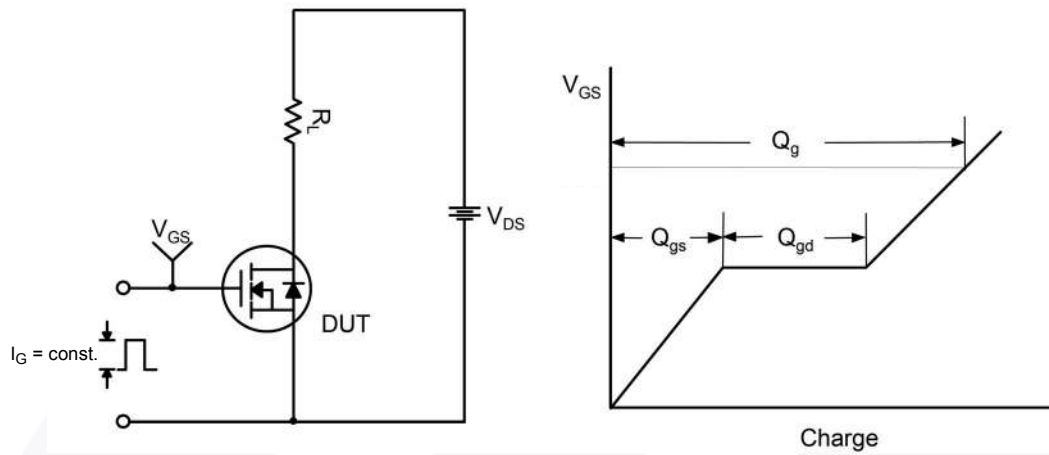 R_L
V_DS
V_GS
DUT
I_G = const.
V_GS
Q_g
Q_gs
Q_gd
Charge